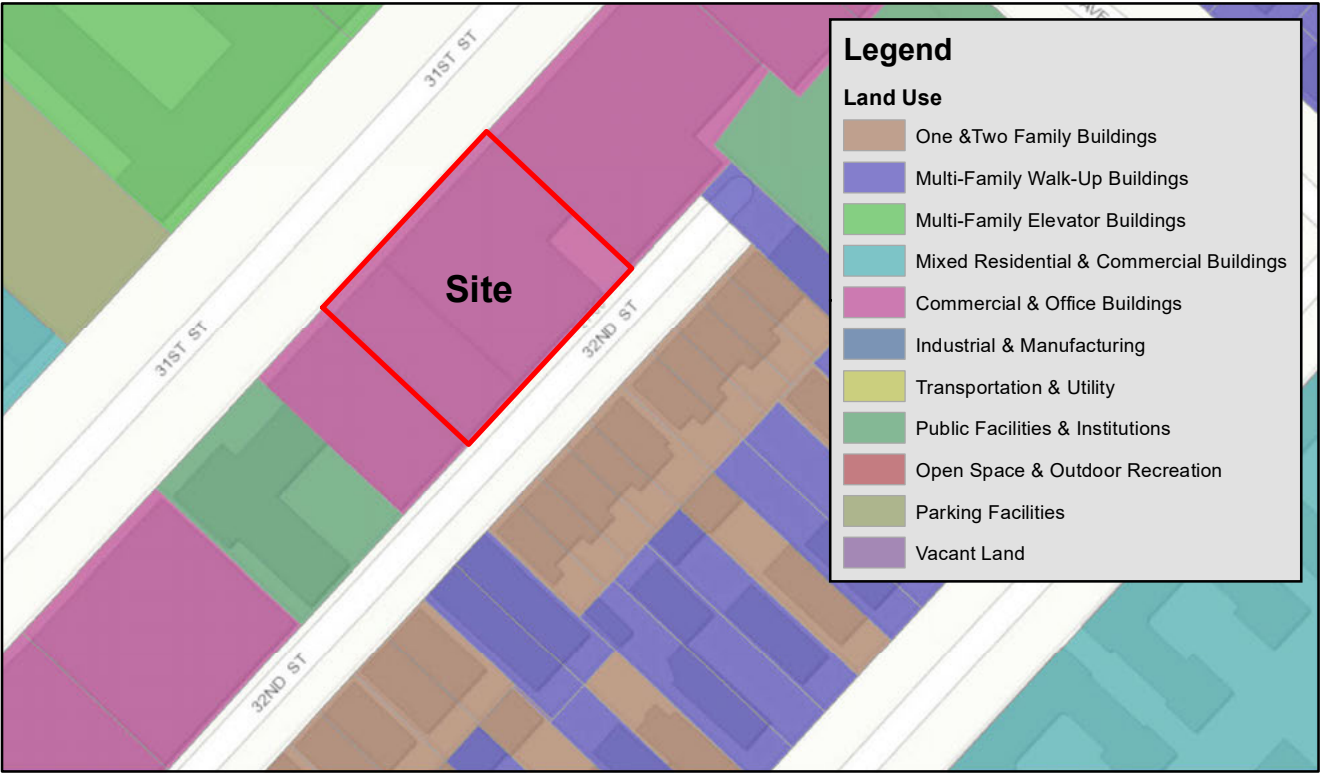 31ST ST
AVE
Legend
Land Use
One &Two Family Buildings
Multi-Family Walk-Up Buildings
Multi-Family Elevator Buildings
Mixed Residential & Commercial Buildings
Commercial & Office Buildings
Industrial & Manufacturing
Transportation & Utility
Public Facilities & Institutions
Open Space & Outdoor Recreation
Parking Facilities
Vacant Land
Site
32ND ST
31ST ST
32ND ST